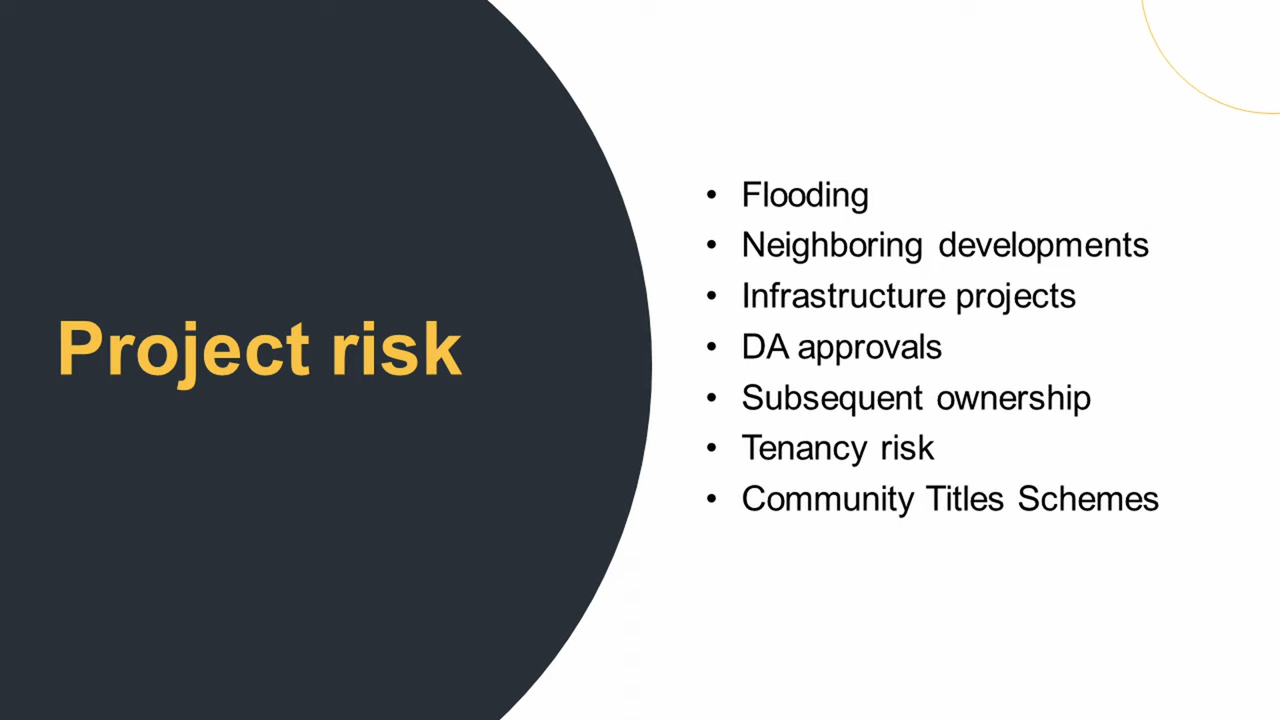 Project risk
• Flooding
• Neighboring developments
• Infrastructure projects
• DA approvals
• Subsequent ownership
• Tenancy risk
• Community Titles Schemes